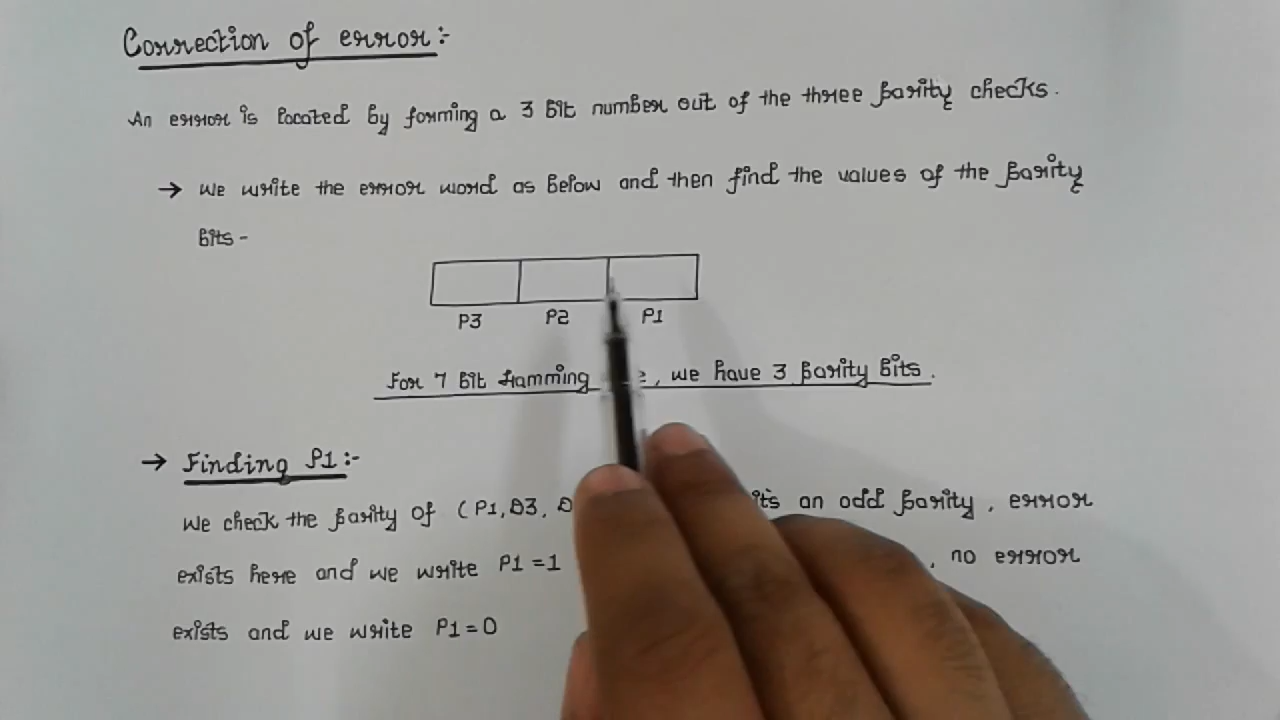 Correction of error:-
An error is located by forming a 3 bit number out of the three parity checks.
→ We write the error word as below and then find the values of the parity
bits-
P3 P2 P1
For 7 bit Hamming , we have 3 parity bits.
→ Finding P1:-
We check the parity of (P1, D3, an odd parity, error
exists here and we write P1=1 , no error
exists and we write P1=0